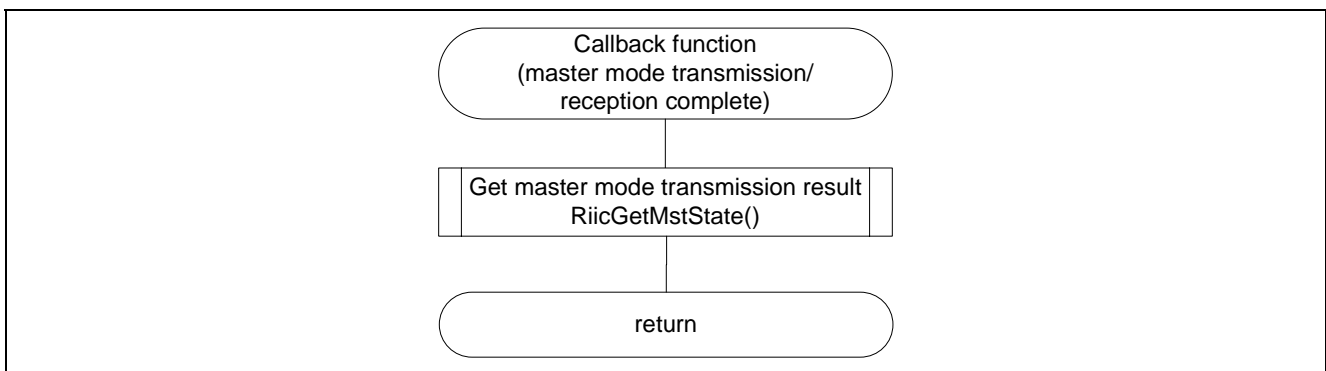 Callback function
(master mode transmission/
reception complete)
Get master mode transmission result
RiicGetMstState()
return